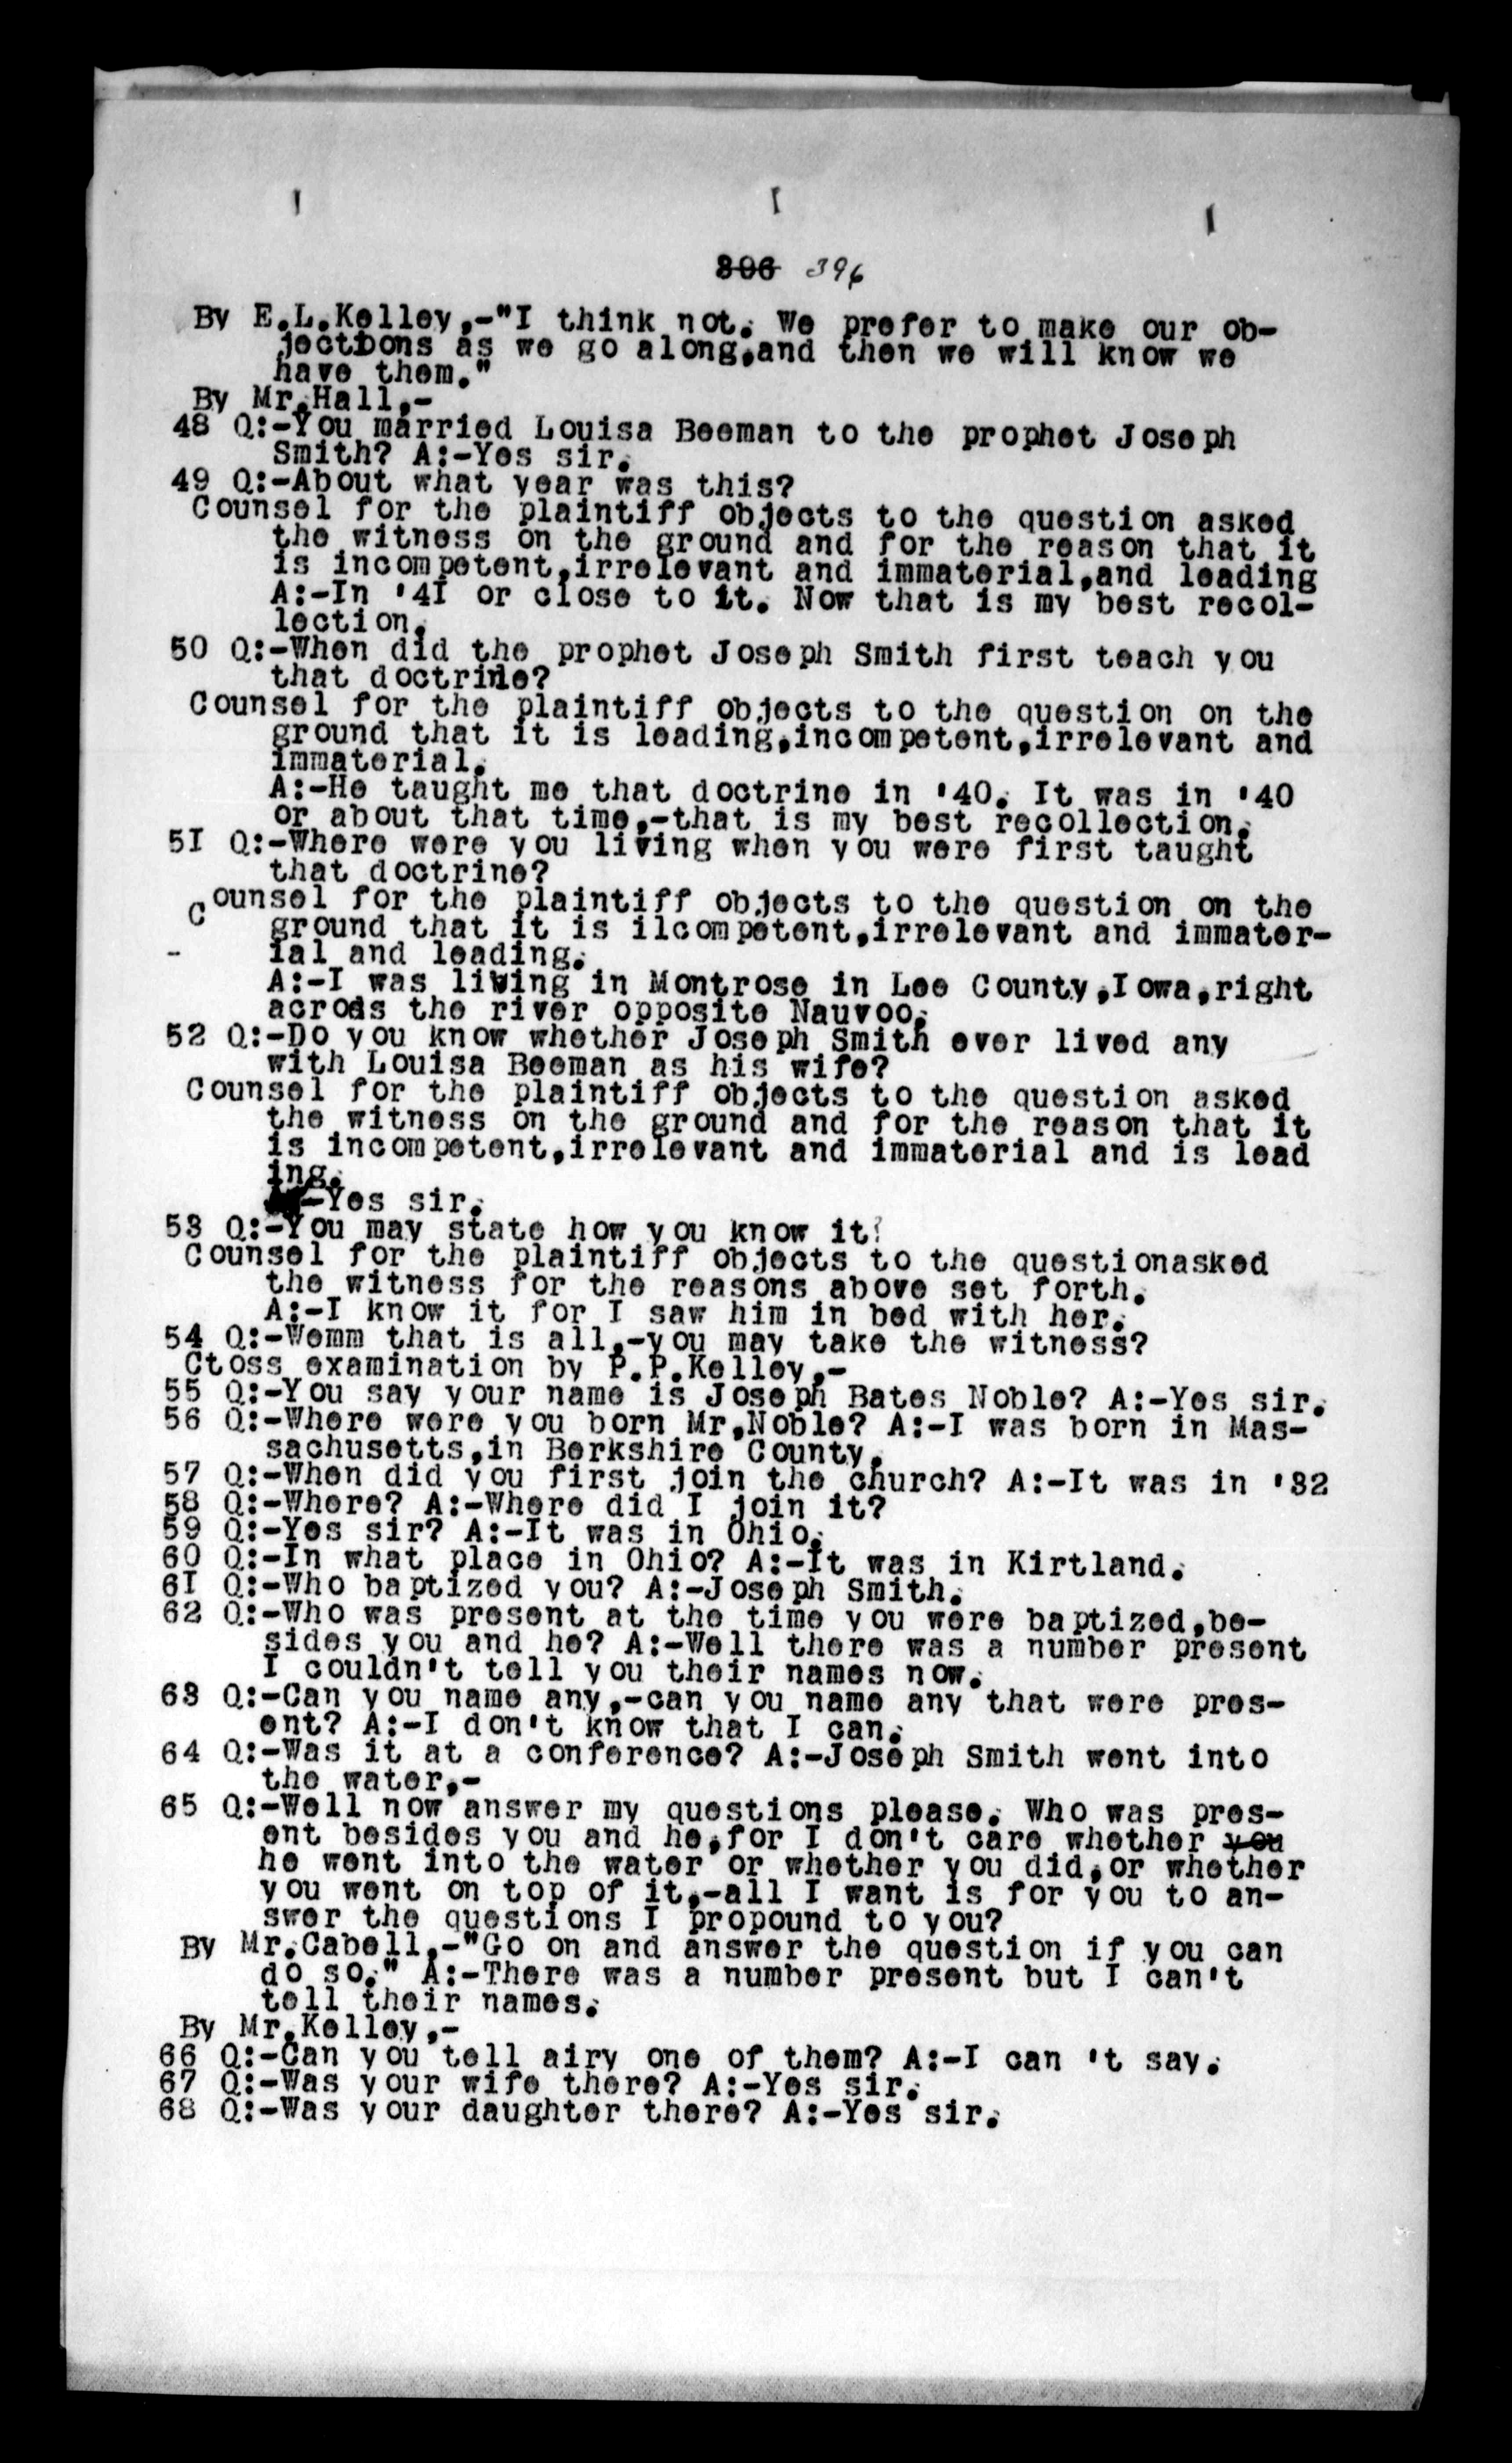 306 396
By E.L.Kelley,-"I think not. We prefer to make our ob-
jections as we go along,and then we will know we
have them."
By Mr.Hall,-
48 Q:-You married Louisa Beeman to the prophet Joseph
Smith? A:-Yes sir.
49 Q:-About what year was this?
Counsel for the plaintiff objects to the question asked
the witness on the ground and for the reason that it
is incompetent,irrelevant and immaterial,and leading
A:-In '4I or close to it. Now that is my best recol-
lection.
50 Q:-When did the prophet Joseph Smith first teach you
that doctrine?
Counsel for the plaintiff objects to the question on the
ground that it is leading,incompetent,irrelevant and
immaterial.
A:-He taught me that doctrine in '40. It was in '40
or about that time,-that is my best recollection.
5I Q:-Where were you living when you were first taught
that doctrine?
Counsel for the plaintiff objects to the question on the
ground that it is ilcompetent,irrelevant and immater-
ial and leading.
A:-I was living in Montrose in Lee County,Iowa,right
across the river opposite Nauvoo.
52 Q:-Do you know whether Joseph Smith ever lived any
with Louisa Beeman as his wife?
Counsel for the plaintiff objects to the question asked
the witness on the ground and for the reason that it
is incompetent,irrelevant and immaterial and is lead
ing.
A:-Yes sir.
53 Q:-You may state how you know it?
Counsel for the plaintiff objects to the questionasked
the witness for the reasons above set forth.
A:-I know it for I saw him in bed with her.
54 Q:-Wemm that is all,-you may take the witness?
Ctoss examination by P.P.Kelley,-
55 Q:-You say your name is Joseph Bates Noble? A:-Yes sir.
56 Q:-Where were you born Mr.Noble? A:-I was born in Mas-
sachusetts,in Berkshire County.
57 Q:-When did you first join the church? A:-It was in '32
58 Q:-Where? A:-Where did I join it?
59 Q:-Yes sir? A:-It was in Ohio.
60 Q:-In what place in Ohio? A:-It was in Kirtland.
6I Q:-Who baptized you? A:-Joseph Smith.
62 Q:-Who was present at the time you were baptized,be-
sides you and he? A:-Well there was a number present
I couldn't tell you their names now.
63 Q:-Can you name any,-can you name any that were pres-
ent? A:-I don't know that I can.
64 Q:-Was it at a conference? A:-Joseph Smith went into
the water,-
65 Q:-Well now answer my questions please. Who was pres-
ent besides you and he,for I don't care whether you
he went into the water or whether you did,or whether
you went on top of it,-all I want is for you to an-
swer the questions I propound to you?
By Mr.Cabell,-"Go on and answer the question if you can
do so." A:-There was a number present but I can't
tell their names.
By Mr.Kelley,-
66 Q:-Can you tell airy one of them? A:-I can 't say.
67 Q:-Was your wife there? A:-Yes sir.
68 Q:-Was your daughter there? A:-Yes sir.